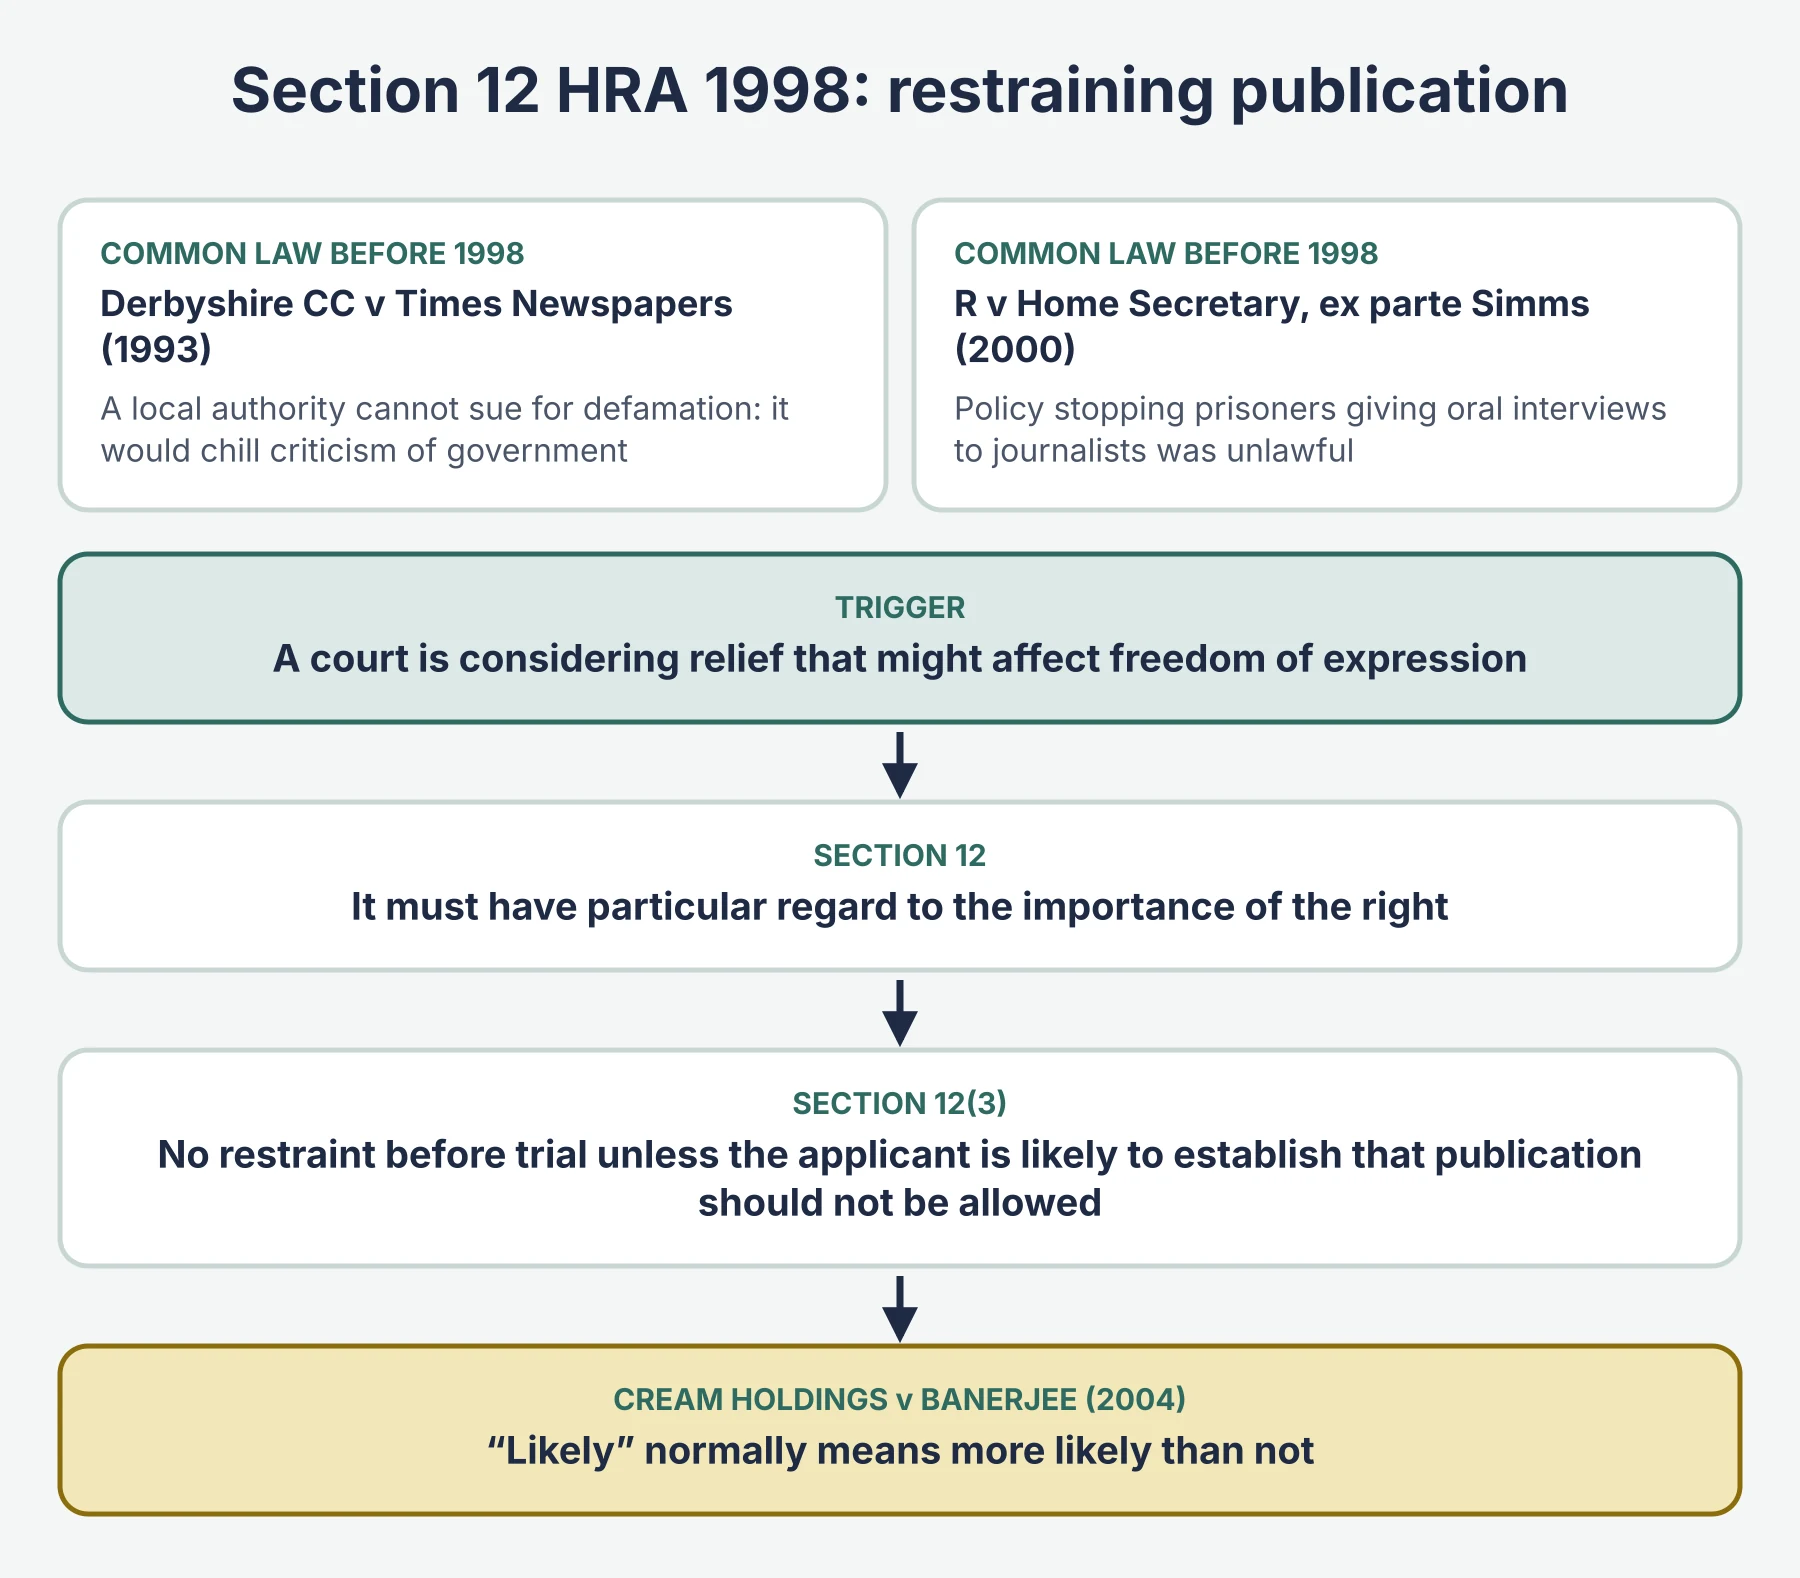 Section 12 HRA 1998: restraining publication
COMMON LAW BEFORE 1998
Derbyshire CC v Times Newspapers
(1993)
A local authority cannot sue for defamation: it
would chill criticism of government
COMMON LAW BEFORE 1998
R v Home Secretary, ex parte Simms
(2000)
Policy stopping prisoners giving oral interviews
to journalists was unlawful
TRIGGER
A court is considering relief that might affect freedom of expression
SECTION 12
It must have particular regard to the importance of the right
SECTION 12(3)
No restraint before trial unless the applicant is likely to establish that publication
should not be allowed
CREAM HOLDINGS v BANERJEE (2004)
“Likely” normally means more likely than not